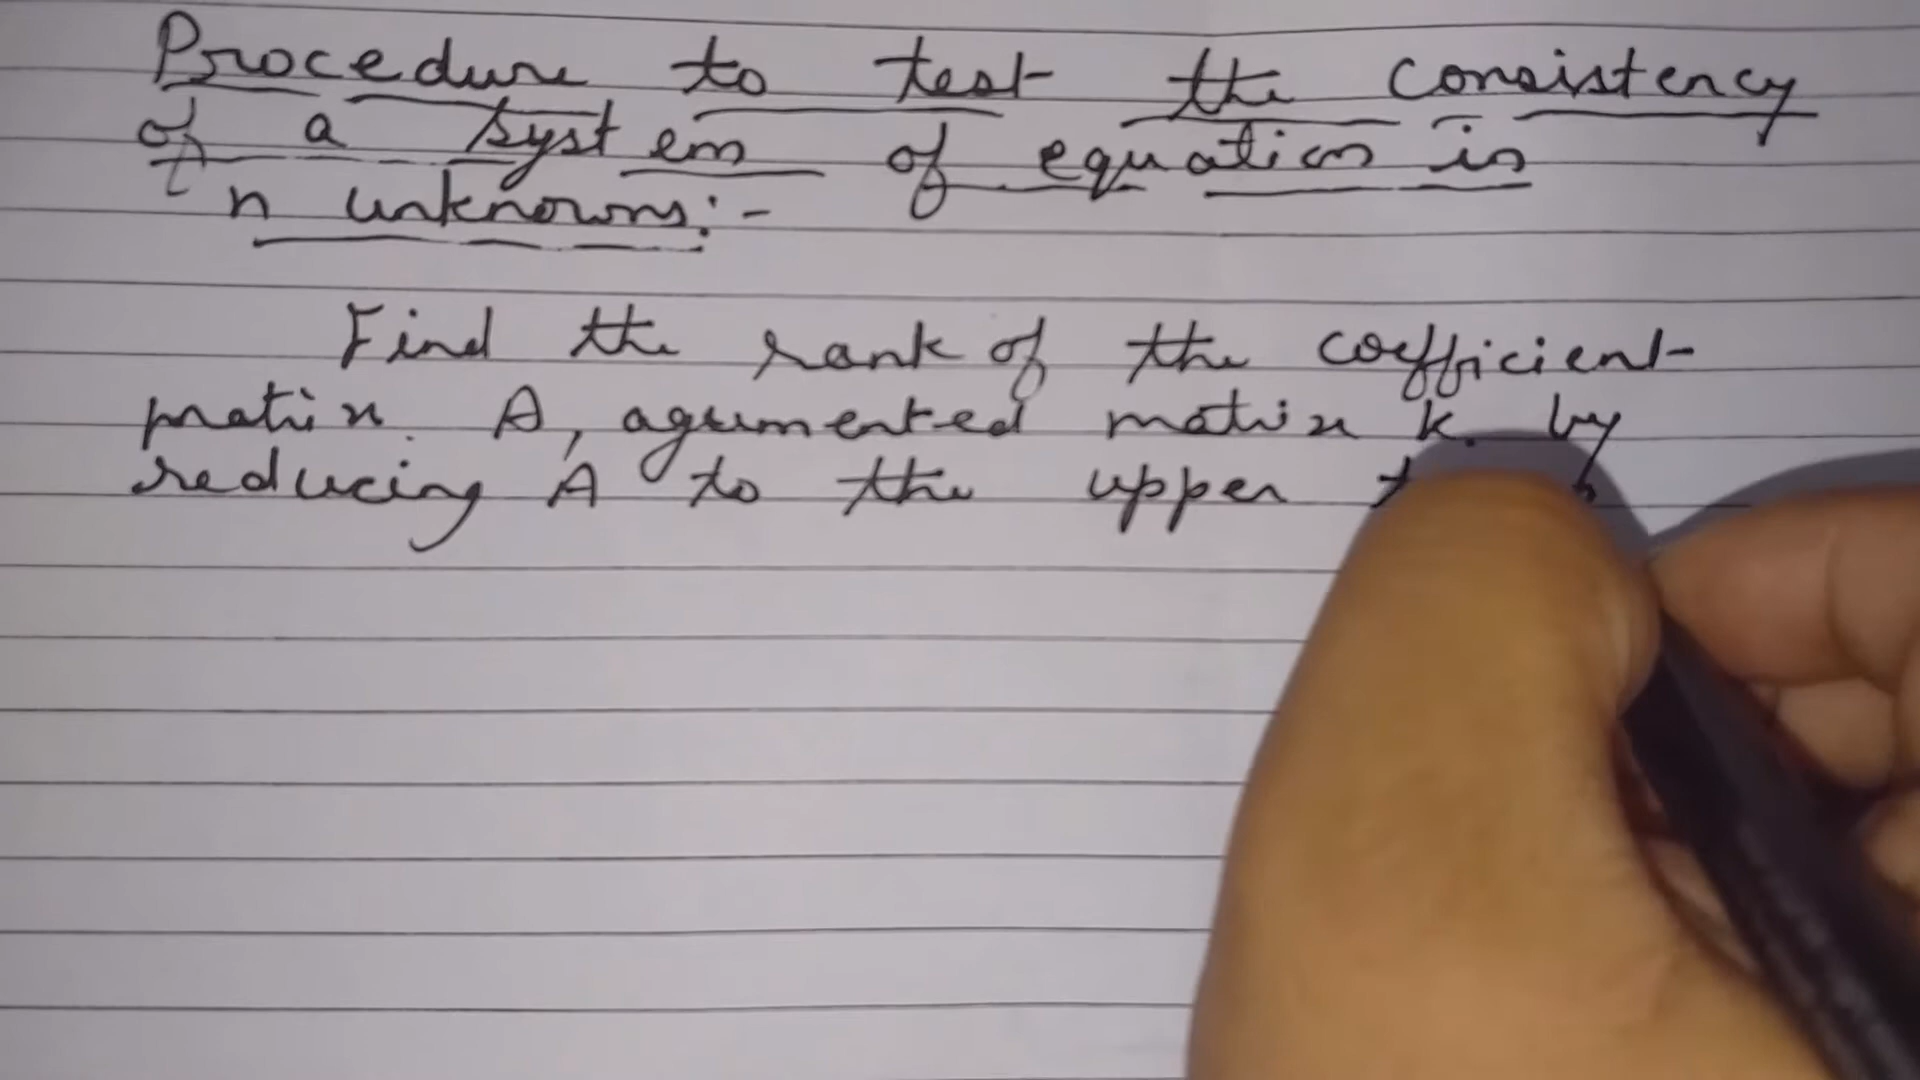 Procedure to test the consistency
of a system of equation is
n unknowns:-
Find the rank of the coefficient
matrix A, agumented matrix k. by
reducing A to the upper